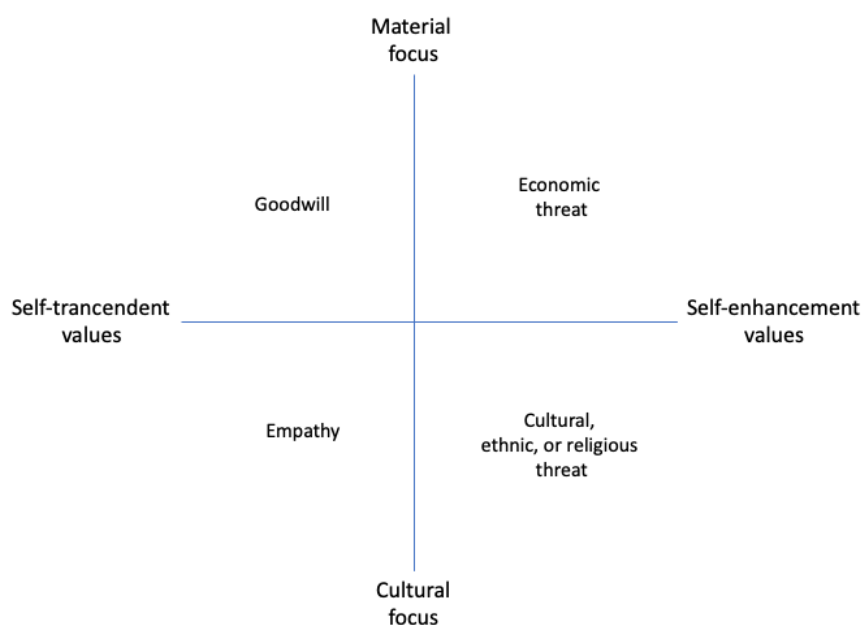 Material
focus
Goodwill
Economic
threat
Self-trancendent
values
Self-enhancement
values
Empathy
Cultural,
ethnic, or religious
threat
Cultural
focus